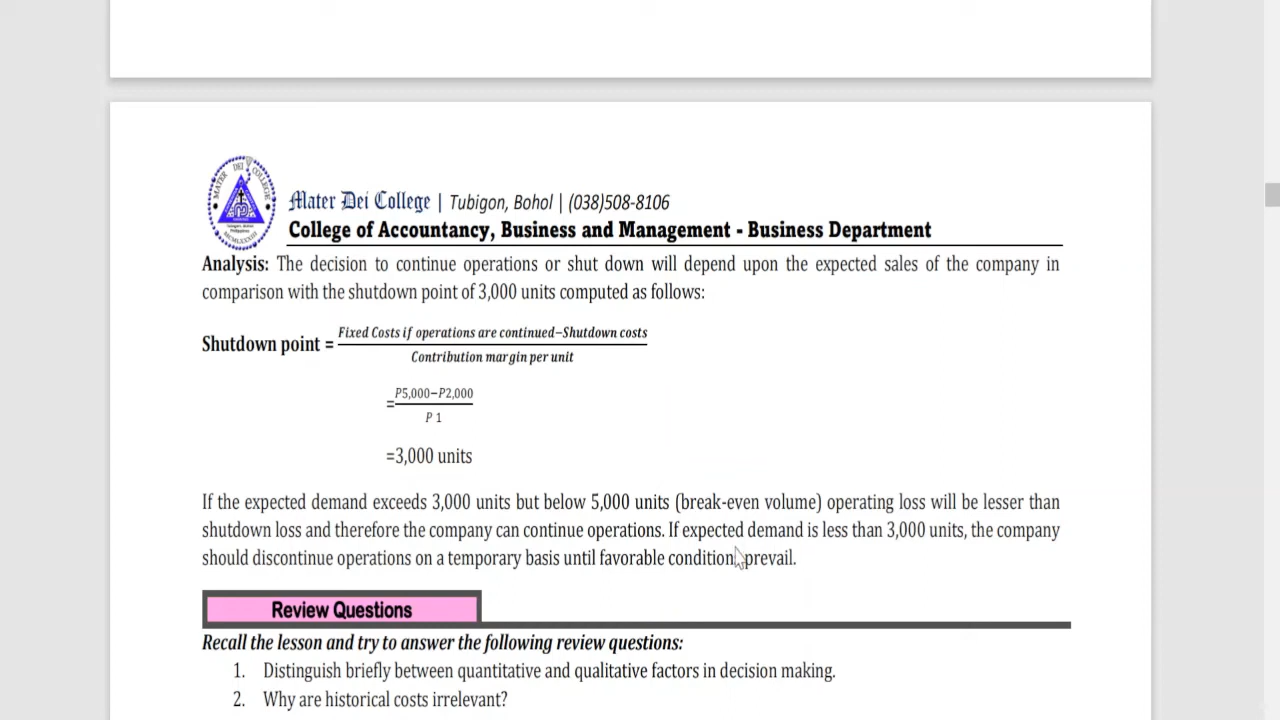 Mater Dei College | Tubigon, Bohol | (038)508-8106
College of Accountancy, Business and Management - Business Department
Analysis: The decision to continue operations or shut down will depend upon the expected sales of the company in
comparison with the shutdown point of 3,000 units computed as follows:
Fixed Costs if operations are continued−Shutdown costs
Shutdown point =
Contribution margin per unit
P5,000−P2,000
=
P 1
=3,000 units
If the expected demand exceeds 3,000 units but below 5,000 units (break-even volume) operating loss will be lesser than
shutdown loss and therefore the company can continue operations. If expected demand is less than 3,000 units, the company
should discontinue operations on a temporary basis until favorable condition prevail.
Review Questions
Recall the lesson and try to answer the following review questions:
1. Distinguish briefly between quantitative and qualitative factors in decision making.
2. Why are historical costs irrelevant?